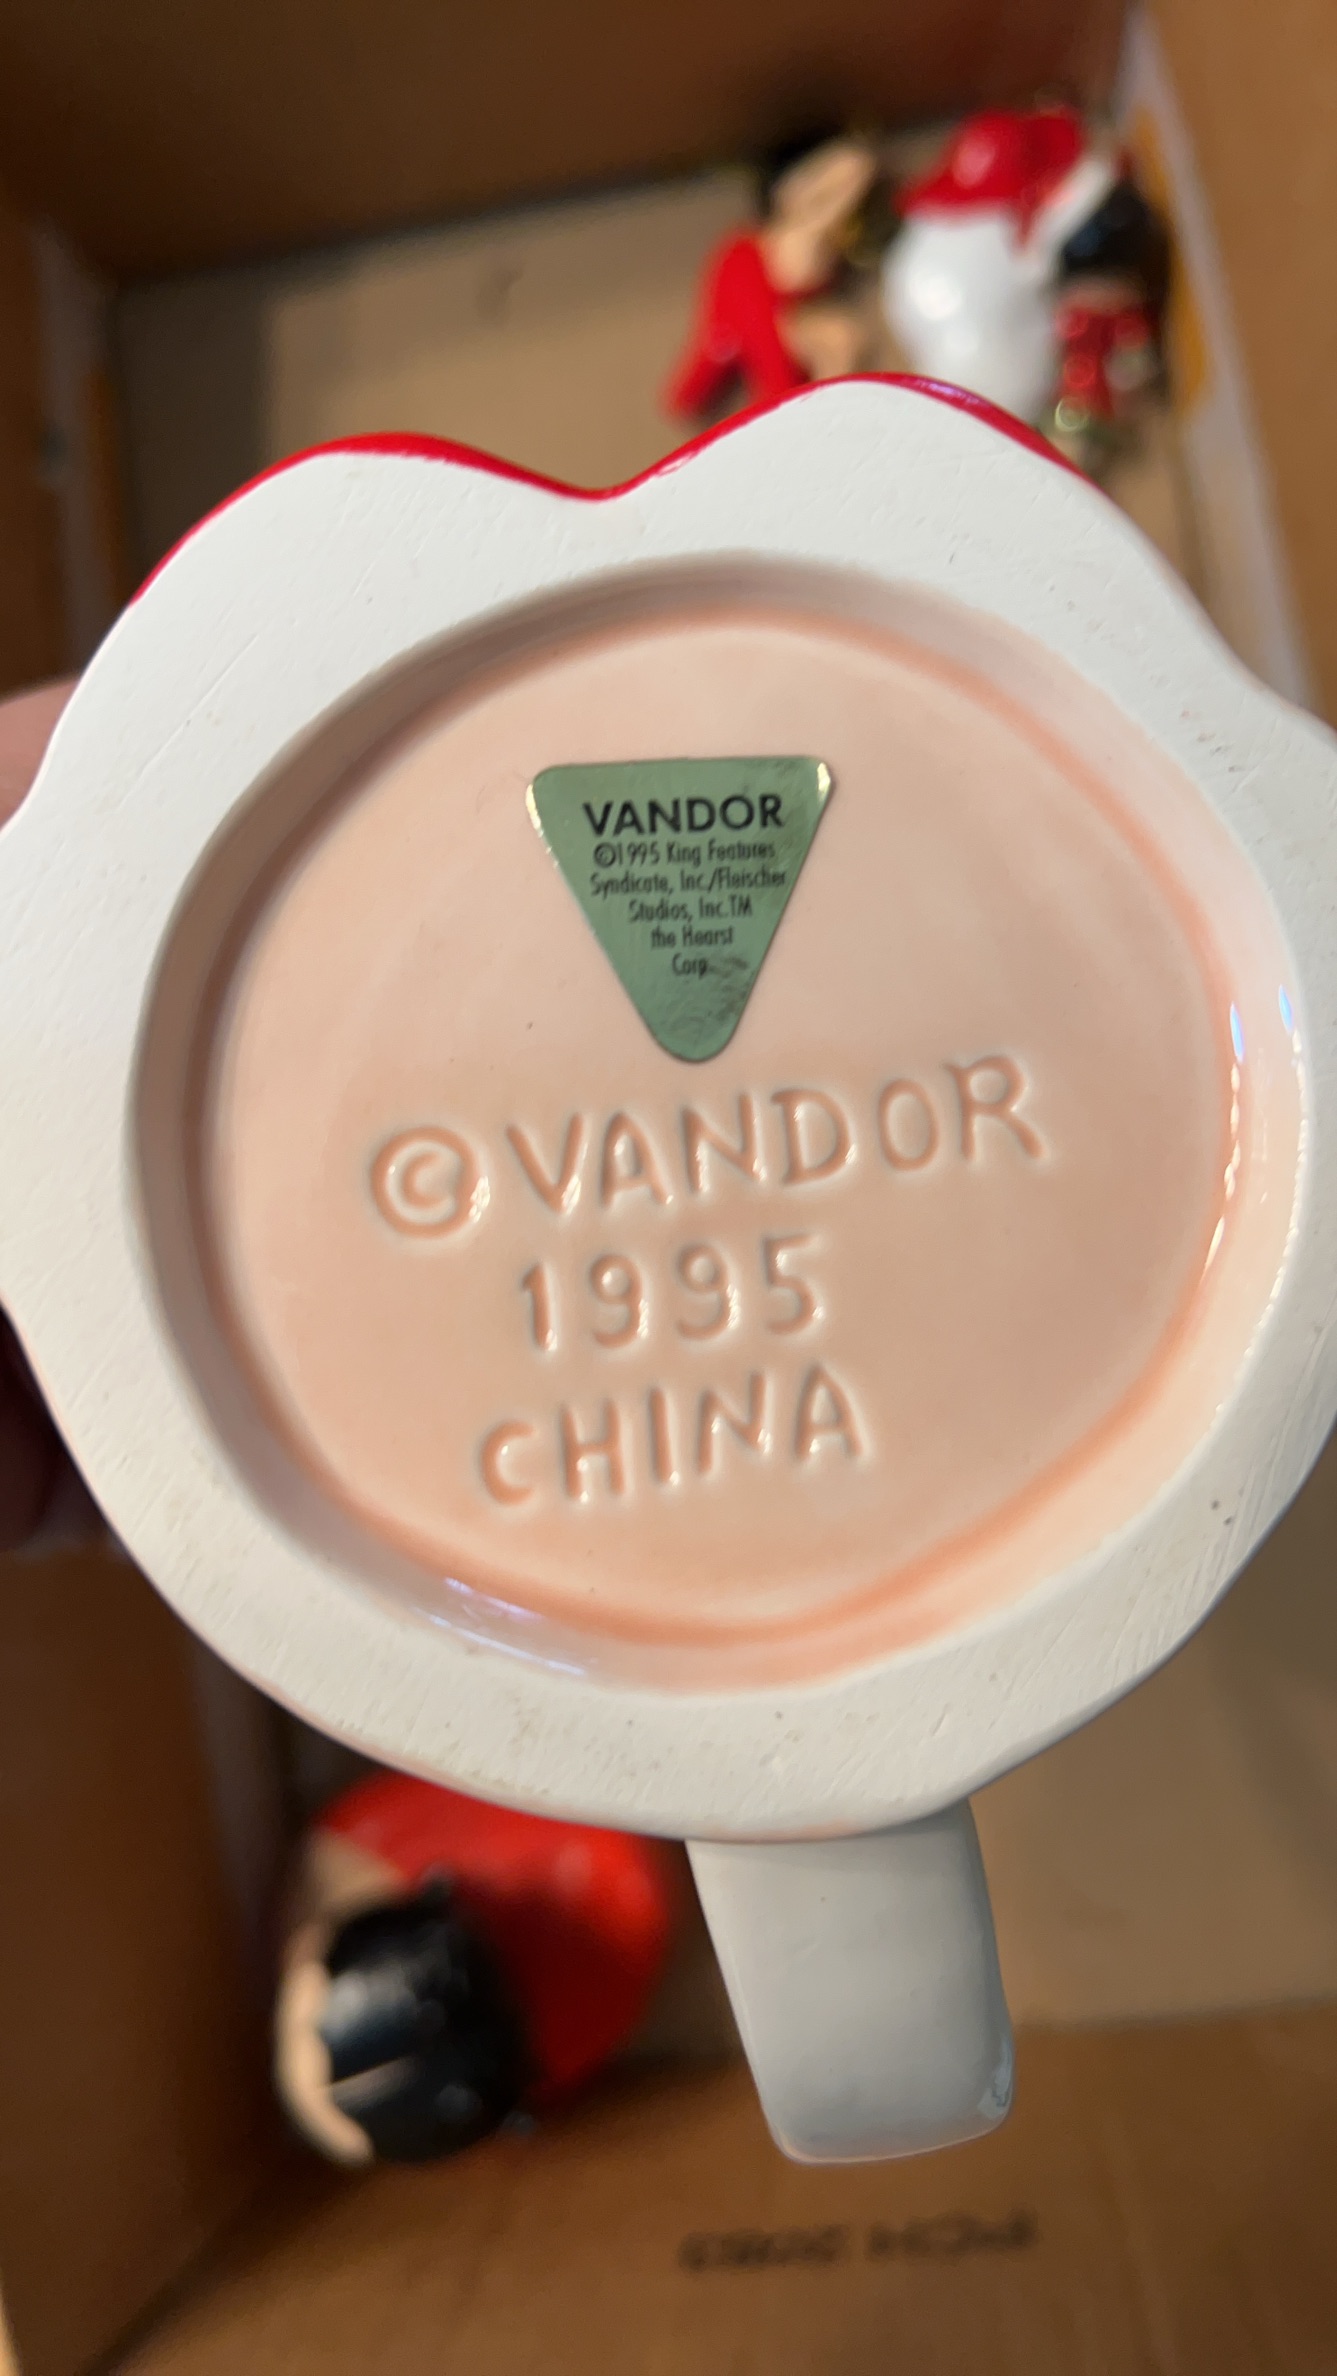 VANDOR
©1995 King Features
Syndicate, Inc./Fleischer
Studios, Inc.TM
the Hearst
Corp.
©VANDOR
1995
CHINA